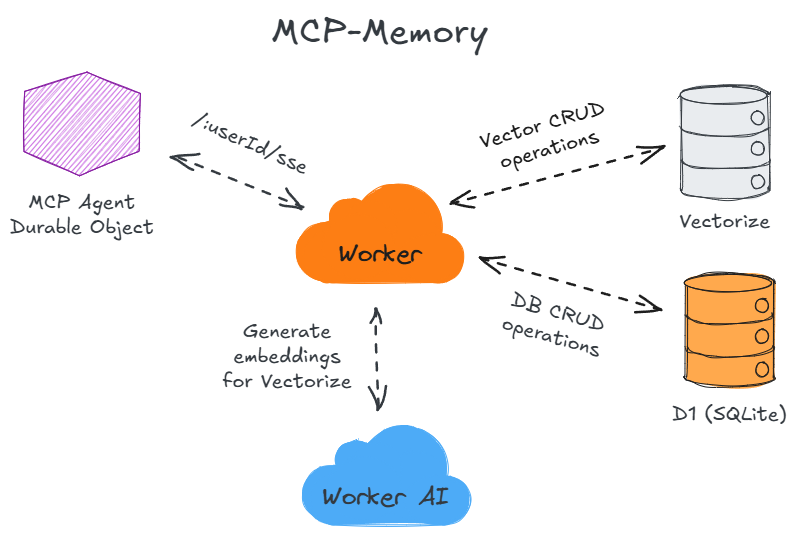 MCP-Memory
/:userId/sse
Vector CRUD
operations
MCP Agent
Durable Object
Vectorize
Worker
DB CRUD
operations
Generate
embeddings
for Vectorize
D1 (SQLite)
Worker AI